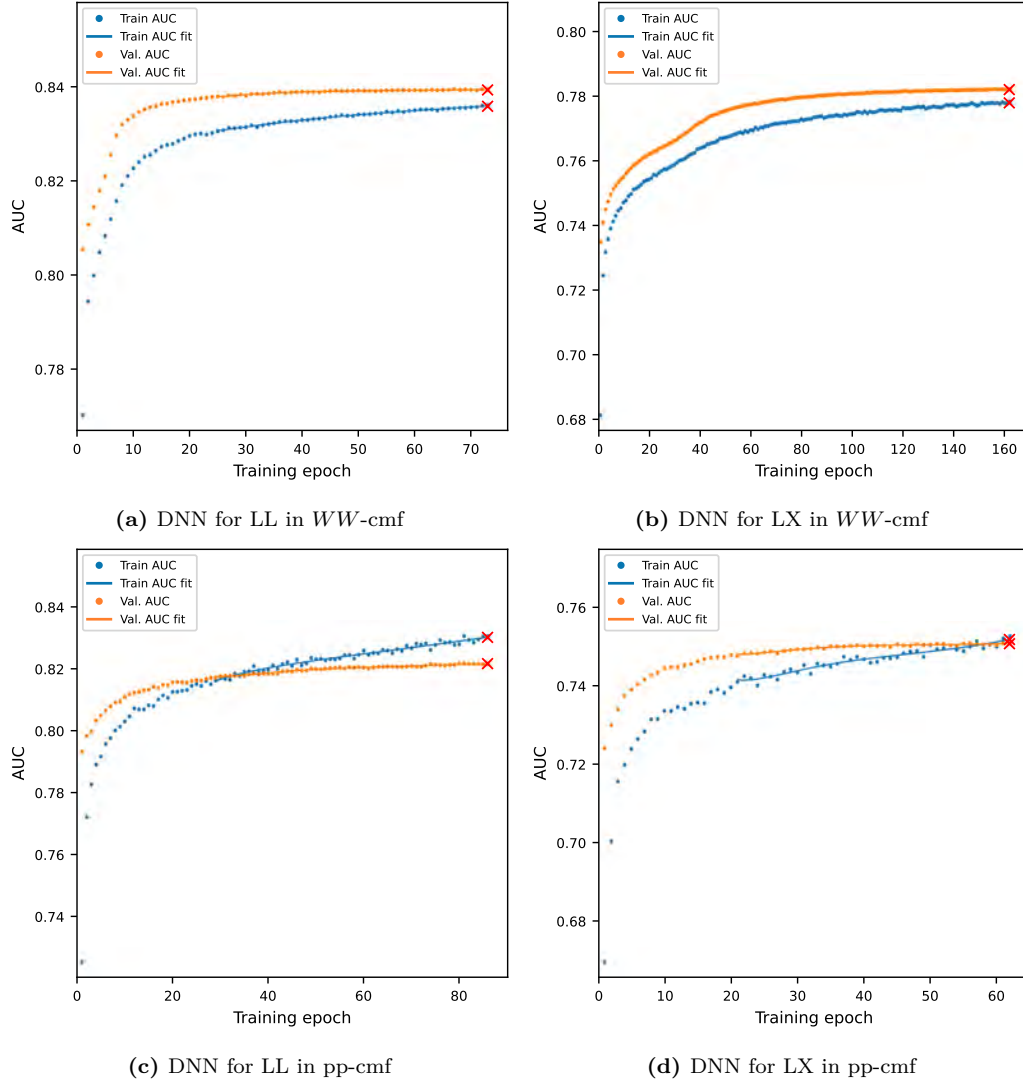 Train AUC
Train AUC fit
Val. AUC
Val. AUC fit
0.84
0.82
0.80
0.78
AUC
0 10 20 30 40 50 60 70
Training epoch
(a) DNN for LL in WW-cmf
Train AUC
Train AUC fit
Val. AUC
Val. AUC fit
0.80
0.78
0.76
0.74
0.72
0.70
0.68
AUC
0 20 40 60 80 100 120 140 160
Training epoch
(b) DNN for LX in WW-cmf
Train AUC
Train AUC fit
Val. AUC
Val. AUC fit
0.84
0.82
0.80
0.78
0.76
0.74
AUC
0 20 40 60 80
Training epoch
(c) DNN for LL in pp-cmf
Train AUC
Train AUC fit
Val. AUC
Val. AUC fit
0.76
0.74
0.72
0.70
0.68
AUC
0 10 20 30 40 50 60
Training epoch
(d) DNN for LX in pp-cmf